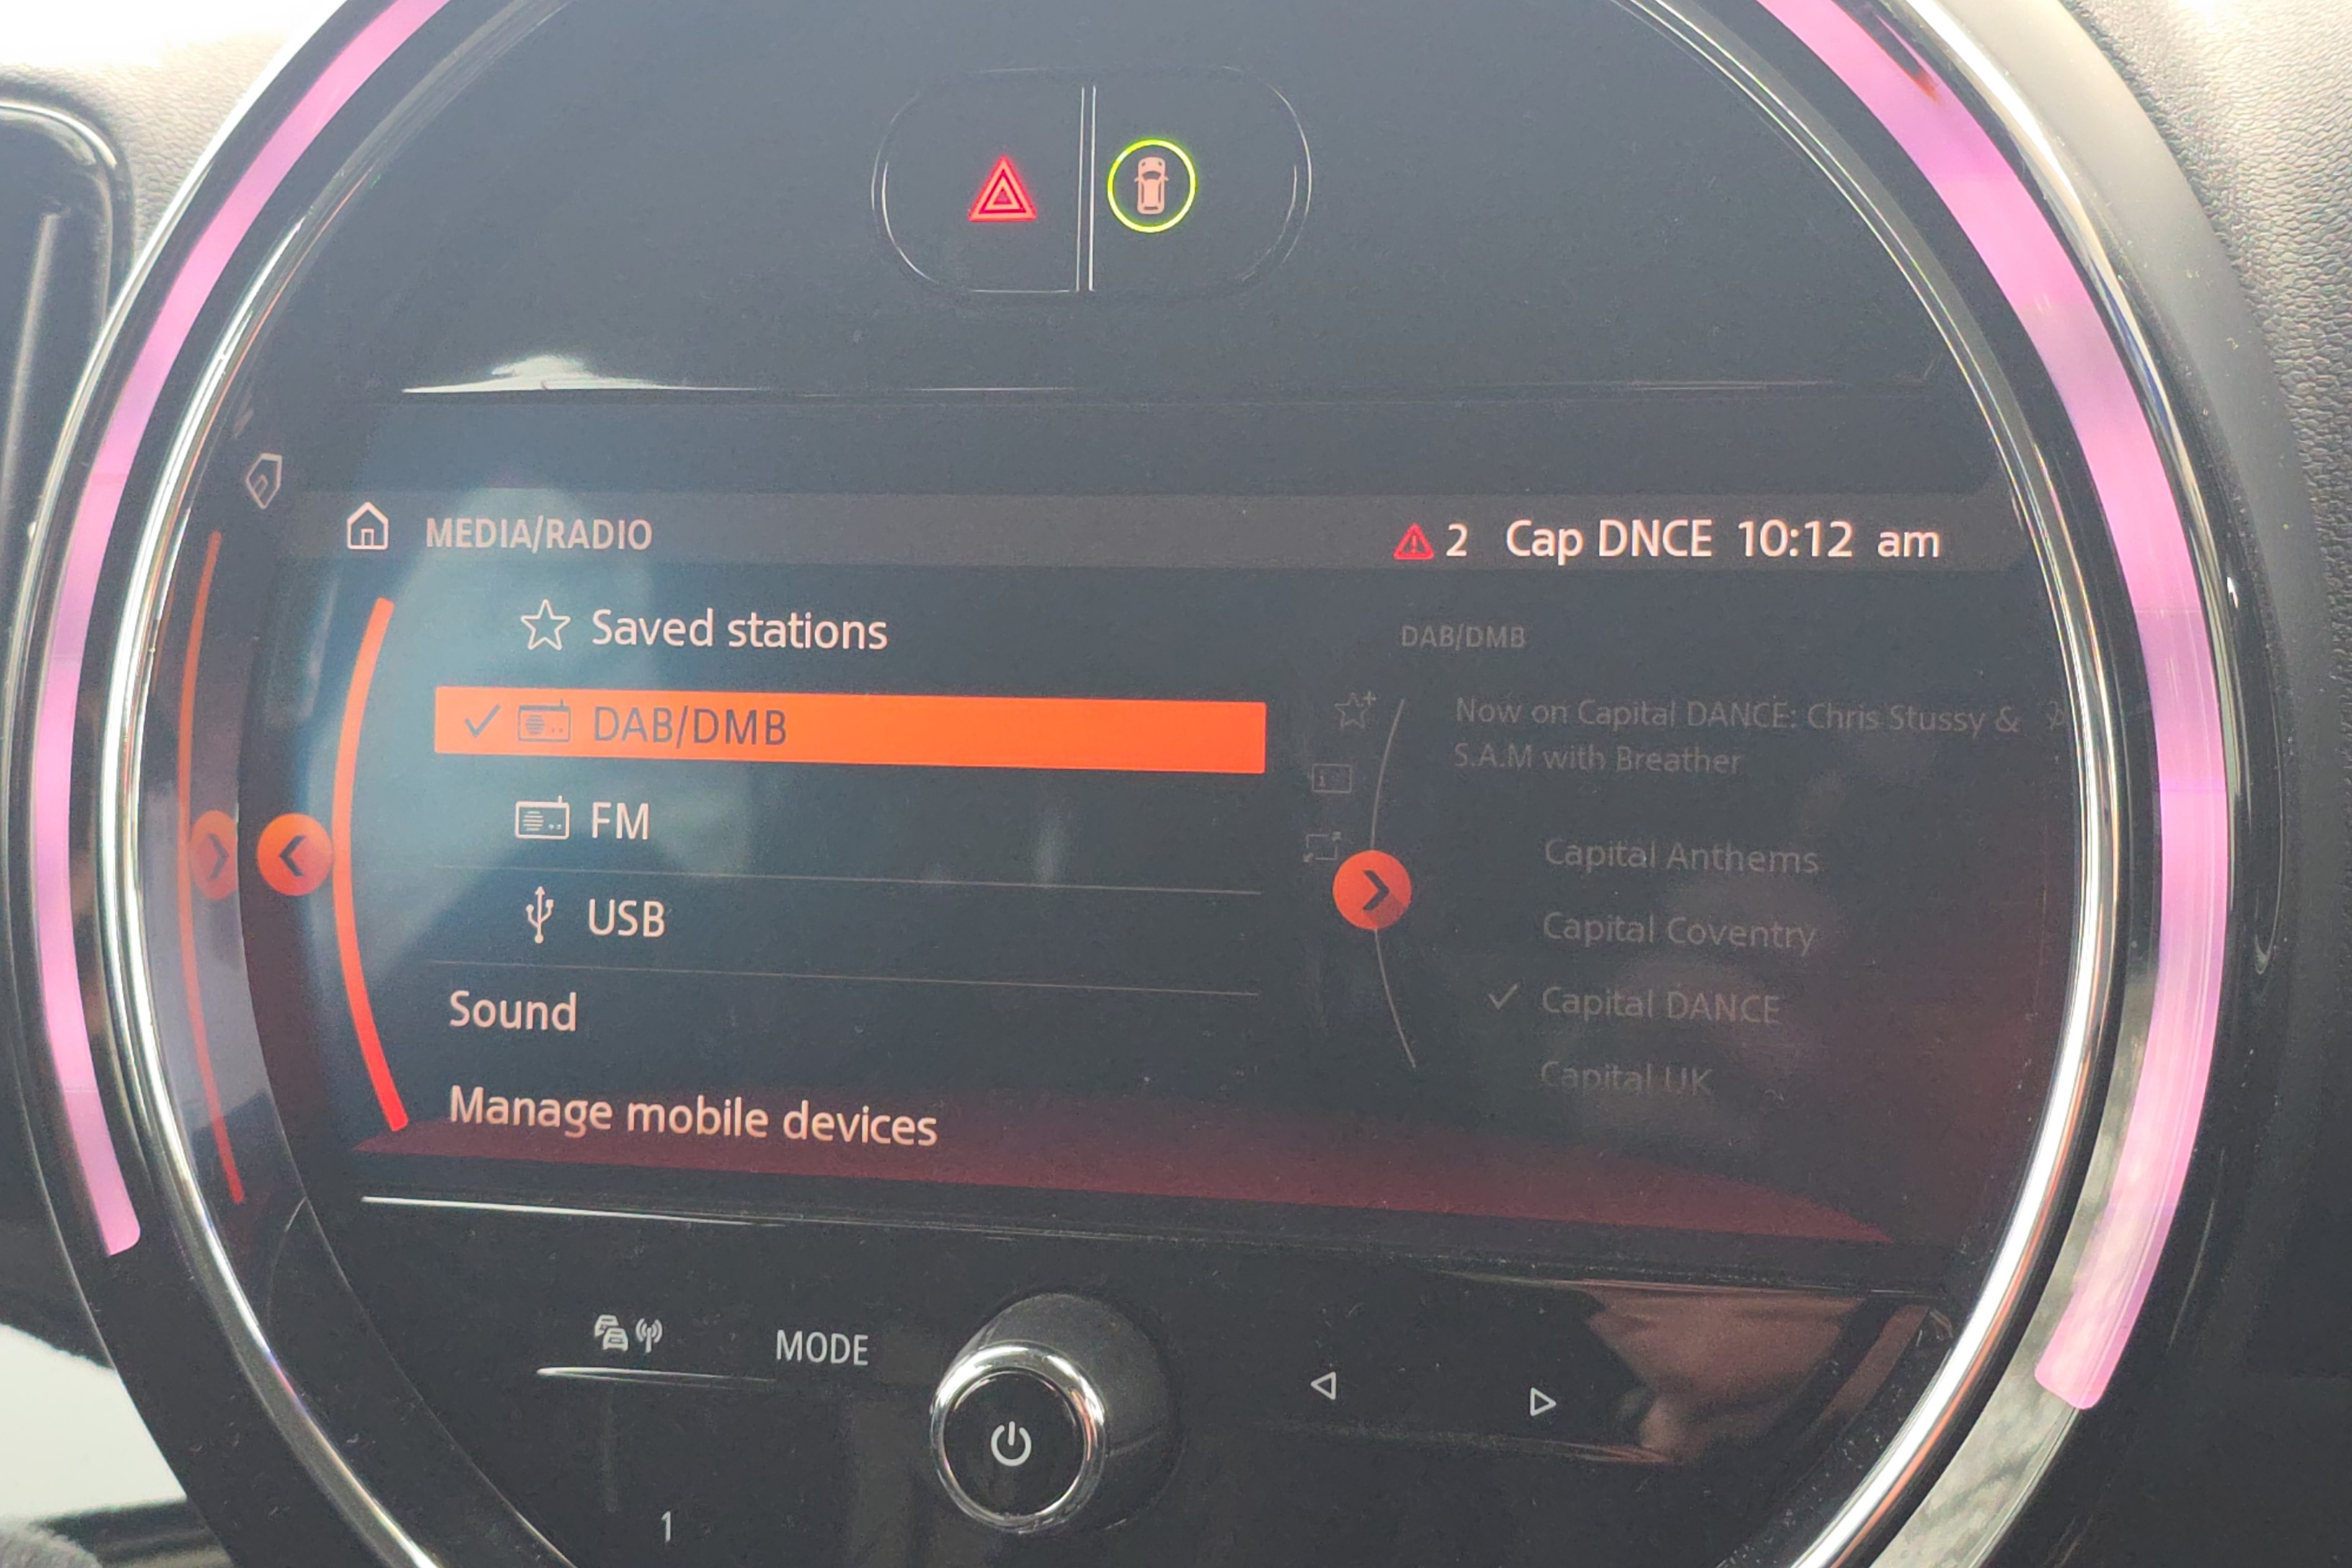 MEDIA/RADIO
2 Cap DNCE 10:12 am
Saved stations
DAB/DMB
FM
USB
Sound
Manage mobile devices
DAB/DMB
Now on Capital DANCE: Chris Stussy &
S.A.M with Breather
Capital Anthems
Capital Coventry
Capital DANCE
Capital UK
MODE
1